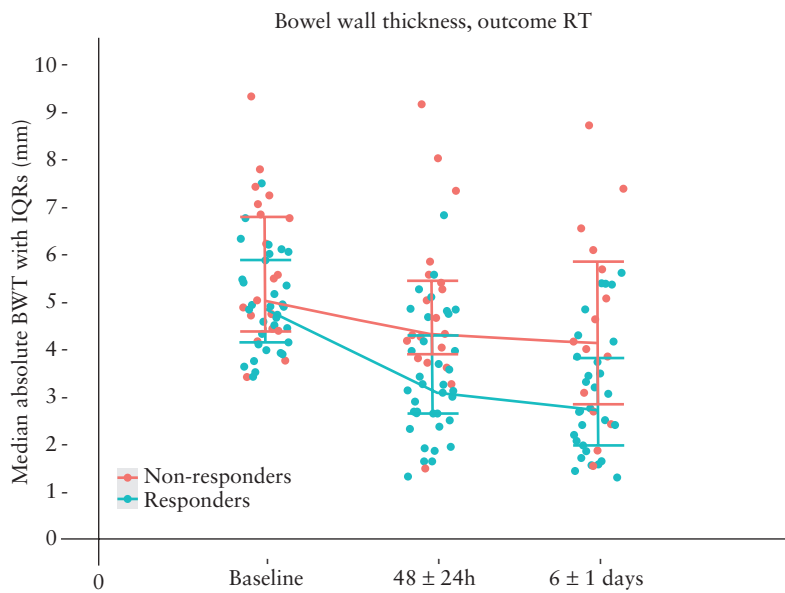 Bowel wall thickness, outcome RT
Median absolute BWT with IQRs (mm)
10
9
8
7
6
5
4
3
2
1
0
Non-responders
Responders
0
Baseline
48 ± 24h
6 ± 1 days